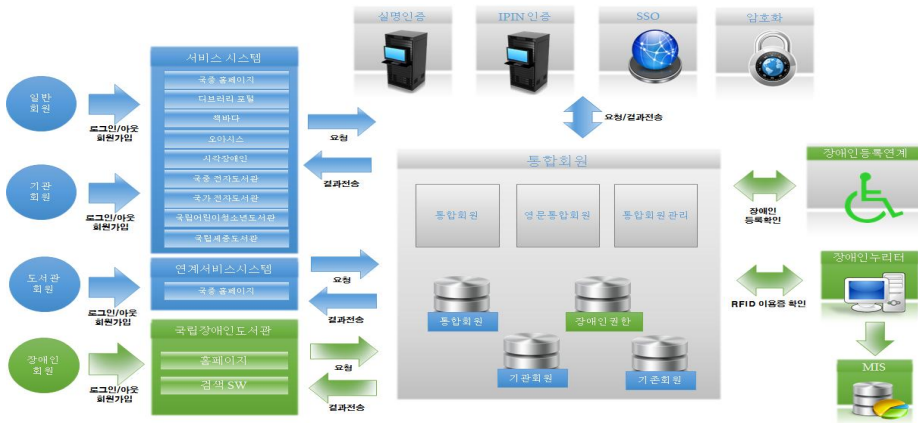 실명인증
IPIN 인증
SSO
암호화
서비스 시스템
국중 홈페이지
디브러리 포털
책바다
오아시스
시각장애인
국중 전자도서관
국가 전자도서관
국립어린이청소년도서관
국립세종도서관
일반
회원
로그인/아웃
회원가입
기관
회원
로그인/아웃
회원가입
요청
결과전송
요청/결과전송
통합회원
통합회원
영문통합회원
통합회원관리
장애인등록연계
장애인
등록확인
도서관
회원
로그인/아웃
회원가입
연계서비스시스템
국중 홈페이지
요청
결과전송
통합회원
장애인권한
기관회원
기존회원
장애인누리터
RFID 이용증 확인
MIS
장애인
회원
로그인/아웃
회원가입
국립장애인도서관
홈페이지
검색 SW
요청
결과전송